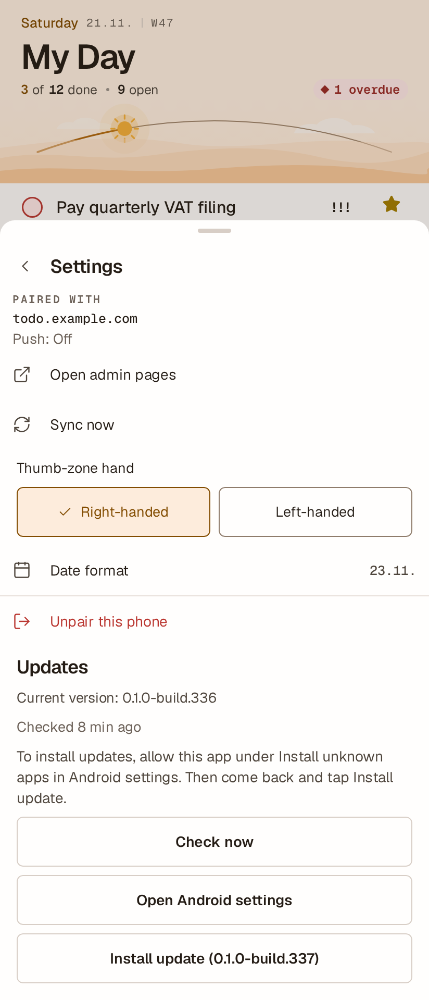 Saturday 21.11. | W47
My Day
3 of 12 done • 9 open
◆ 1 overdue
Pay quarterly VAT filing !!!
Settings
PAIRED WITH
todo.example.com
Push: Off
Open admin pages
Sync now
Thumb-zone hand
Right-handed
Left-handed
Date format 23.11.
Unpair this phone
Updates
Current version: 0.1.0-build.336
Checked 8 min ago
To install updates, allow this app under Install unknown
apps in Android settings. Then come back and tap Install
update.
Check now
Open Android settings
Install update (0.1.0-build.337)